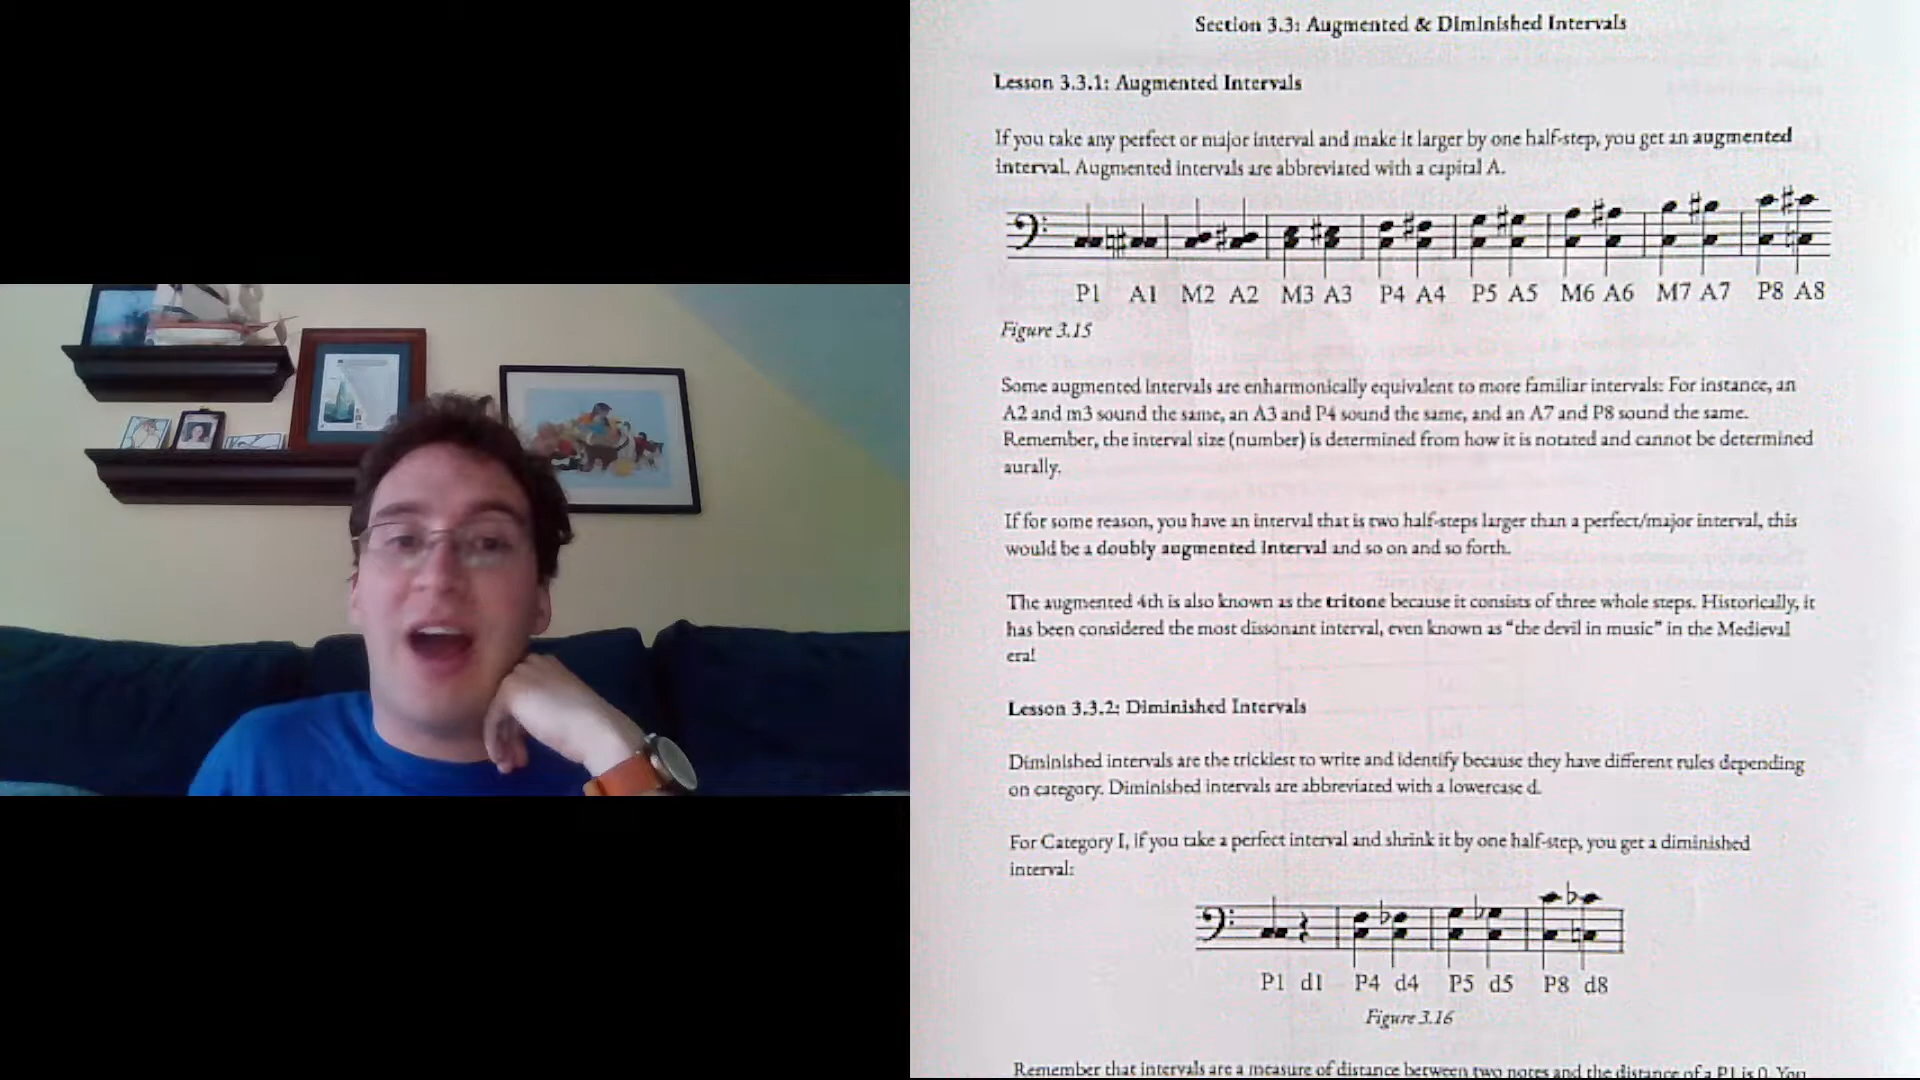 Section 3.3: Augmented & Diminished Intervals
Lesson 3.3.1: Augmented Intervals
If you take any perfect or major interval and make it larger by one half-step, you get an augmented
interval. Augmented intervals are abbreviated with a capital A.
P1 A1 M2 A2 M3 A3 P4 A4 P5 A5 M6 A6 M7 A7 P8 A8
Figure 3.15
Some augmented intervals are enharmonically equivalent to more familiar intervals: For instance, an
A2 and m3 sound the same, an A3 and P4 sound the same, and an A7 and P8 sound the same.
Remember, the interval size (number) is determined from how it is notated and cannot be determined
aurally.
If for some reason, you have an interval that is two half-steps larger than a perfect/major interval, this
would be a doubly augmented interval and so on and so forth.
The augmented 4th is also known as the tritone because it consists of three whole steps. Historically, it
has been considered the most dissonant interval, even known as "the devil in music" in the Medieval
era!
Lesson 3.3.2: Diminished Intervals
Diminished intervals are the trickiest to write and identify because they have different rules depending
on category. Diminished intervals are abbreviated with a lowercase d.
For Category I, if you take a perfect interval and shrink it by one half-step, you get a diminished
interval:
P1 d1 P4 d4 P5 d5 P8 d8
Figure 3.16
Remember that intervals are a measure of distance between two notes and the distance of a P1 is 0. You